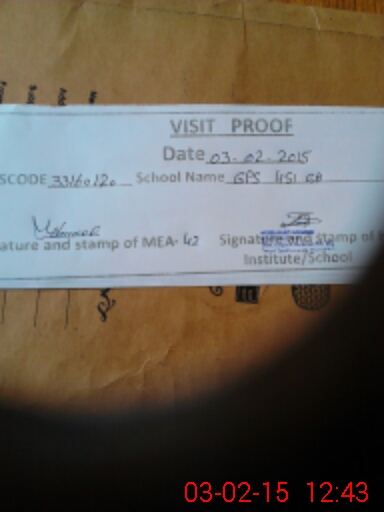 VISIT PROOF
Date 03-02-2015
SCODE 33160120 School Name GPS
ature and stamp of MEA-42 Signature and Stamp of
Institute/School
03-02-15 12:43